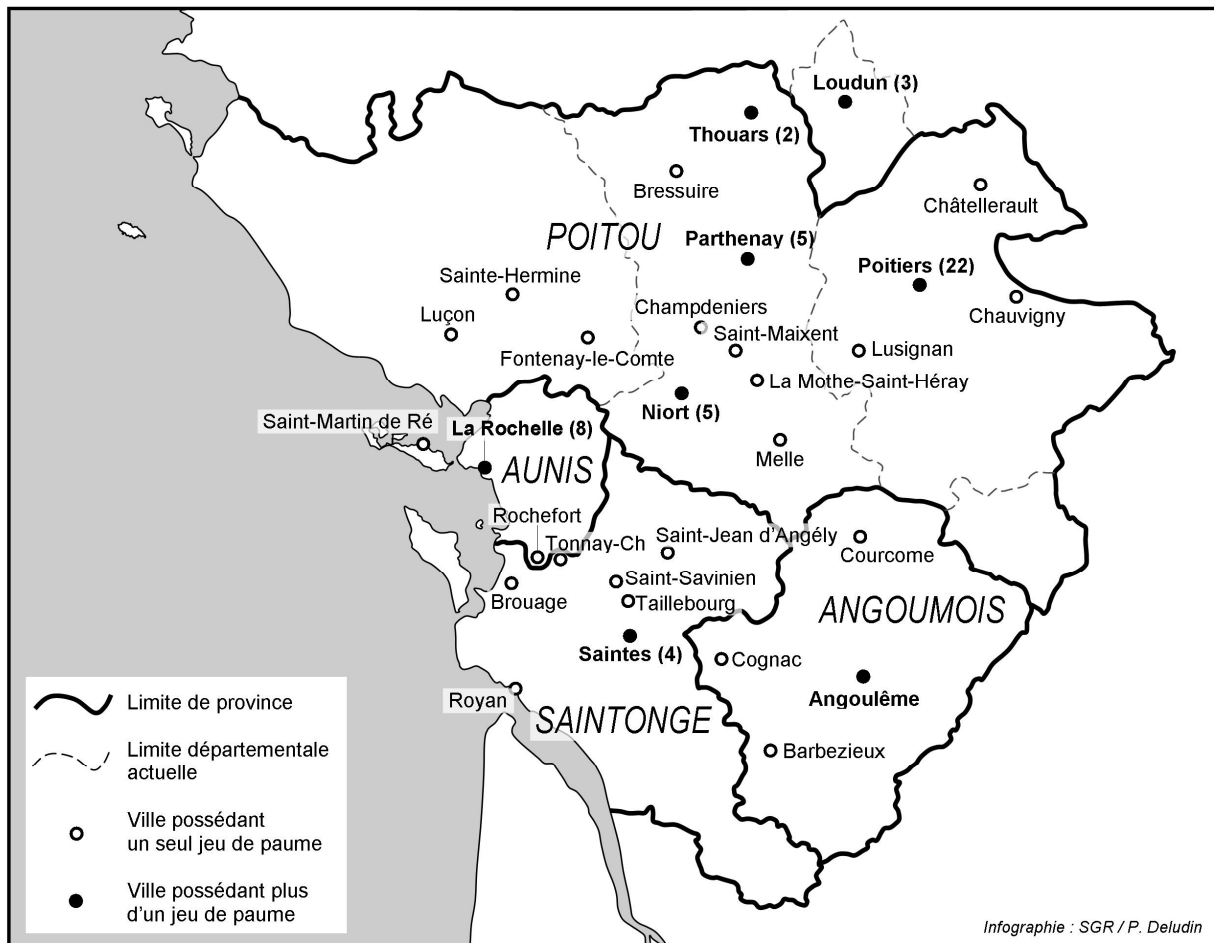 Loudun (3)
Thouars (2)
Bressuire
Châtellerault
POITOU
Parthenay (5)
Poitiers (22)
Sainte-Hermine
Chauvigny
Champdeniers
Luçon
Saint-Maixent
Lusignan
Fontenay-le-Comte
La Mothe-Saint-Héray
Niort (5)
Saint-Martin de Ré
La Rochelle (8)
Melle
AUNIS
Rochefort
Saint-Jean d'Angély
Tonnay-Ch
Courcome
Saint-Savinien
Brouage
Taillebourg
ANGOUMOIS
Saintes (4)
Cognac
Royan
Angoulême
SAINTONGE
Barbezieux
Limite de province
Limite départementale
actuelle
Ville possédant
un seul jeu de paume
Ville possédant plus
d'un jeu de paume
Infographie : SGR / P. Deludin